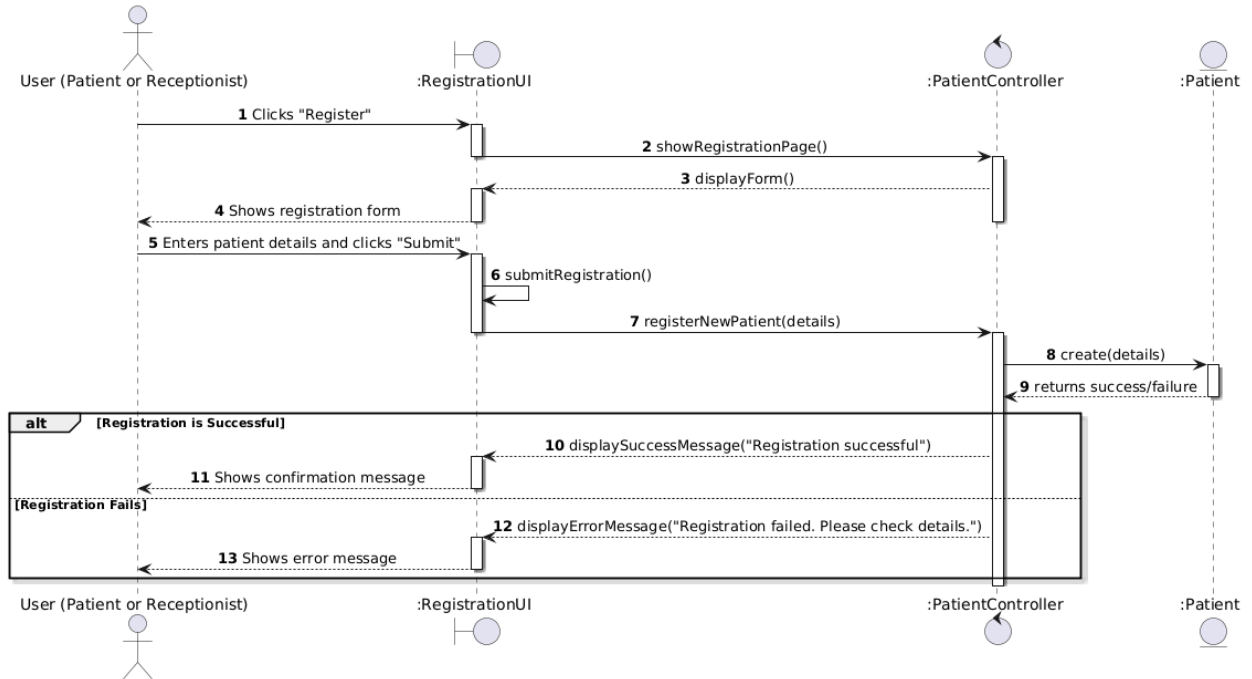 User (Patient or Receptionist)
:RegistrationUI
:PatientController
:Patient
1 Clicks "Register"
2 showRegistrationPage()
3 displayForm()
4 Shows registration form
5 Enters patient details and clicks "Submit"
6 submitRegistration()
7 registerNewPatient(details)
8 create(details)
9 returns success/failure
alt [Registration is Successful]
10 displaySuccessMessage("Registration successful")
11 Shows confirmation message
[Registration Fails]
12 displayErrorMessage("Registration failed. Please check details.")
13 Shows error message
User (Patient or Receptionist)
:RegistrationUI
:PatientController
:Patient